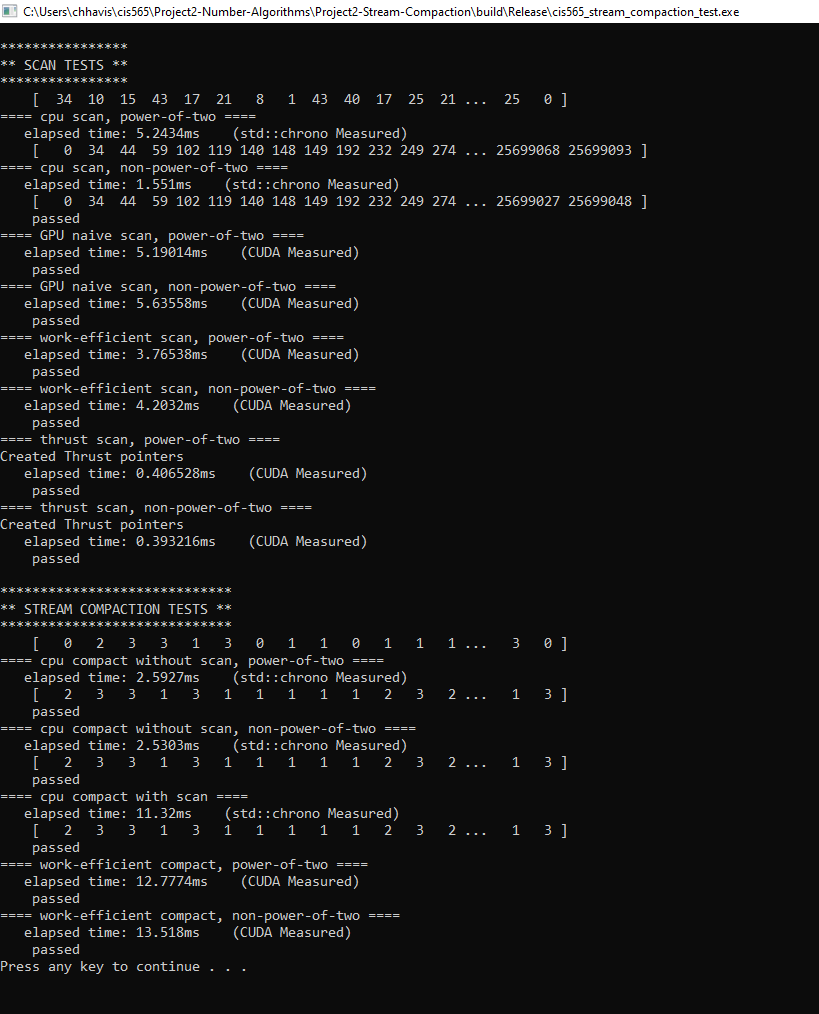 C:\Users\chhavis\cis565\Project2-Number-Algorithms\Project2-Stream-Compaction\build\Release\cis565_stream_compaction_test.exe
****************
** SCAN TESTS **
****************
[ 34 10 15 43 17 21 8 1 43 40 17 25 21 ... 25 0 ]
==== cpu scan, power-of-two ====
elapsed time: 5.2434ms (std::chrono Measured)
[ 0 34 44 59 102 119 140 148 149 192 232 249 274 ... 25699068 25699093 ]
==== cpu scan, non-power-of-two ====
elapsed time: 1.551ms (std::chrono Measured)
[ 0 34 44 59 102 119 140 148 149 192 232 249 274 ... 25699027 25699048 ]
passed
==== GPU naive scan, power-of-two ====
elapsed time: 5.19014ms (CUDA Measured)
passed
==== GPU naive scan, non-power-of-two ====
elapsed time: 5.63558ms (CUDA Measured)
passed
==== work-efficient scan, power-of-two ====
elapsed time: 3.76538ms (CUDA Measured)
passed
==== work-efficient scan, non-power-of-two ====
elapsed time: 4.2032ms (CUDA Measured)
passed
==== thrust scan, power-of-two ====
Created Thrust pointers
elapsed time: 0.406528ms (CUDA Measured)
passed
==== thrust scan, non-power-of-two ====
Created Thrust pointers
elapsed time: 0.393216ms (CUDA Measured)
passed
*****************************
** STREAM COMPACTION TESTS **
*****************************
[ 0 2 3 3 1 3 0 1 1 0 1 1 1 ... 3 0 ]
==== cpu compact without scan, power-of-two ====
elapsed time: 2.5927ms (std::chrono Measured)
[ 2 3 3 1 3 1 1 1 1 1 2 3 2 ... 1 3 ]
passed
==== cpu compact without scan, non-power-of-two ====
elapsed time: 2.5303ms (std::chrono Measured)
[ 2 3 3 1 3 1 1 1 1 1 2 3 2 ... 1 3 ]
passed
==== cpu compact with scan ====
elapsed time: 11.32ms (std::chrono Measured)
[ 2 3 3 1 3 1 1 1 1 1 2 3 2 ... 1 3 ]
passed
==== work-efficient compact, power-of-two ====
elapsed time: 12.7774ms (CUDA Measured)
passed
==== work-efficient compact, non-power-of-two ====
elapsed time: 13.518ms (CUDA Measured)
passed
Press any key to continue . . .